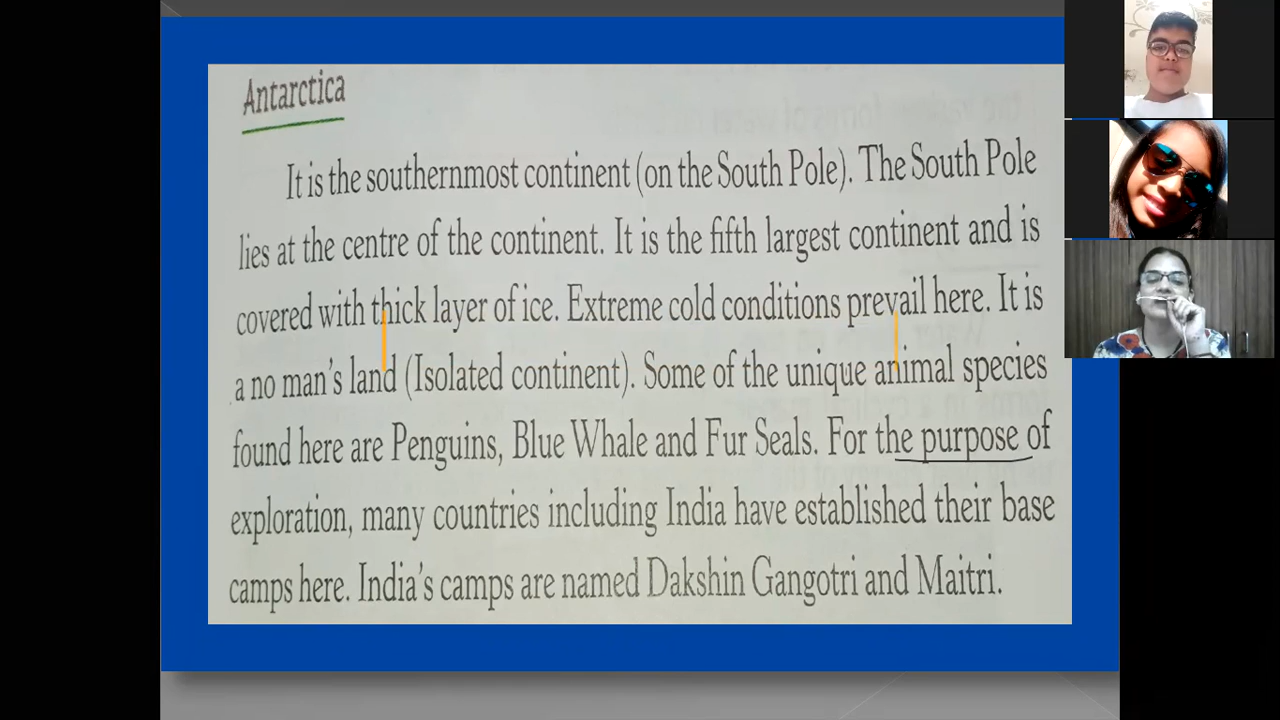 Antarctica
It is the southernmost continent (on the South Pole). The South Pole
lies at the centre of the continent. It is the fifth largest continent and is
covered with thick layer of ice. Extreme cold conditions prevail here. It is
a no man's land (Isolated continent). Some of the unique animal species
found here are Penguins, Blue Whale and Fur Seals. For the purpose of
exploration, many countries including India have established their base
camps here. India's camps are named Dakshin Gangotri and Maitri.